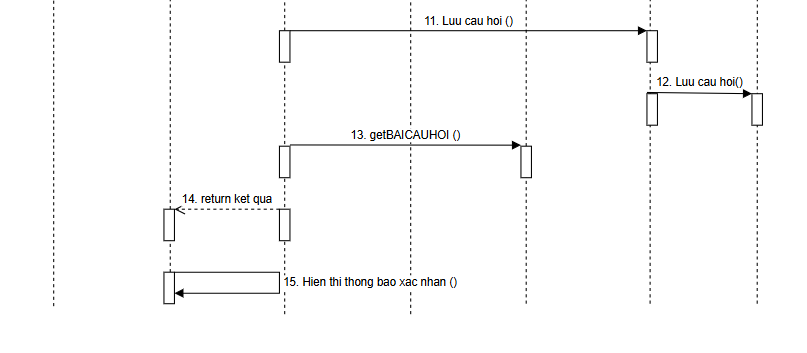 11. Luu cau hoi ()
12. Luu cau hoi()
13. getBAICAUHOI ()
14. return ket qua
15. Hien thi thong bao xac nhan ()